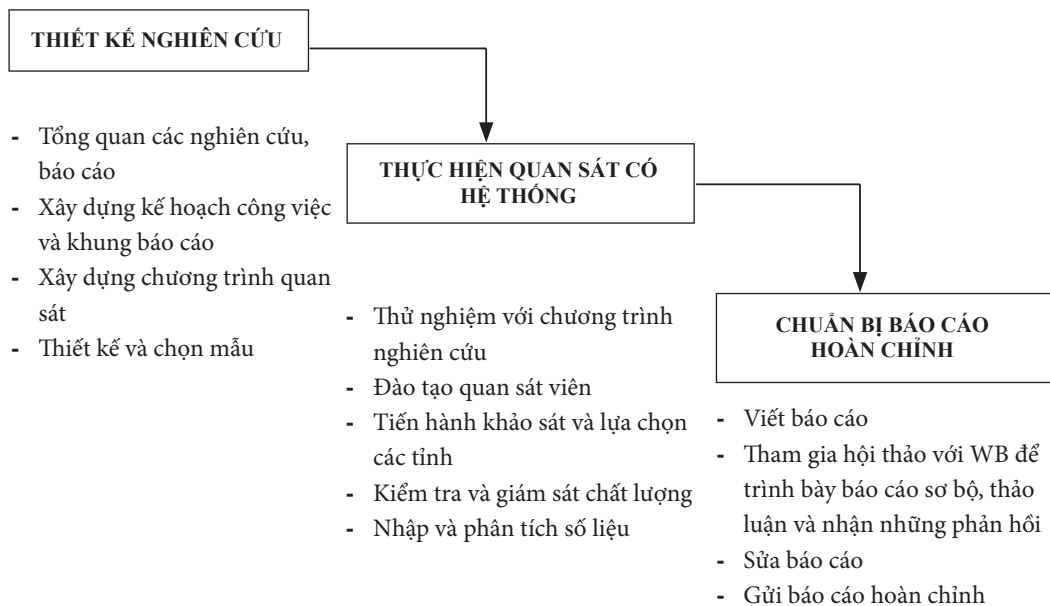 THIẾT KẾ NGHIÊN CỨU
- Tổng quan các nghiên cứu,
báo cáo
- Xây dựng kế hoạch công việc
và khung báo cáo
- Xây dựng chương trình quan
sát
- Thiết kế và chọn mẫu
THỰC HIỆN QUAN SÁT CÓ
HỆ THỐNG
- Thử nghiệm với chương trình
nghiên cứu
- Đào tạo quan sát viên
- Tiến hành khảo sát và lựa chọn
các tỉnh
- Kiểm tra và giám sát chất lượng
- Nhập và phân tích số liệu
CHUẨN BỊ BÁO CÁO
HOÀN CHỈNH
- Viết báo cáo
- Tham gia hội thảo với WB để
trình bày báo cáo sơ bộ, thảo
luận và nhận những phản hồi
- Sửa báo cáo
- Gửi báo cáo hoàn chỉnh